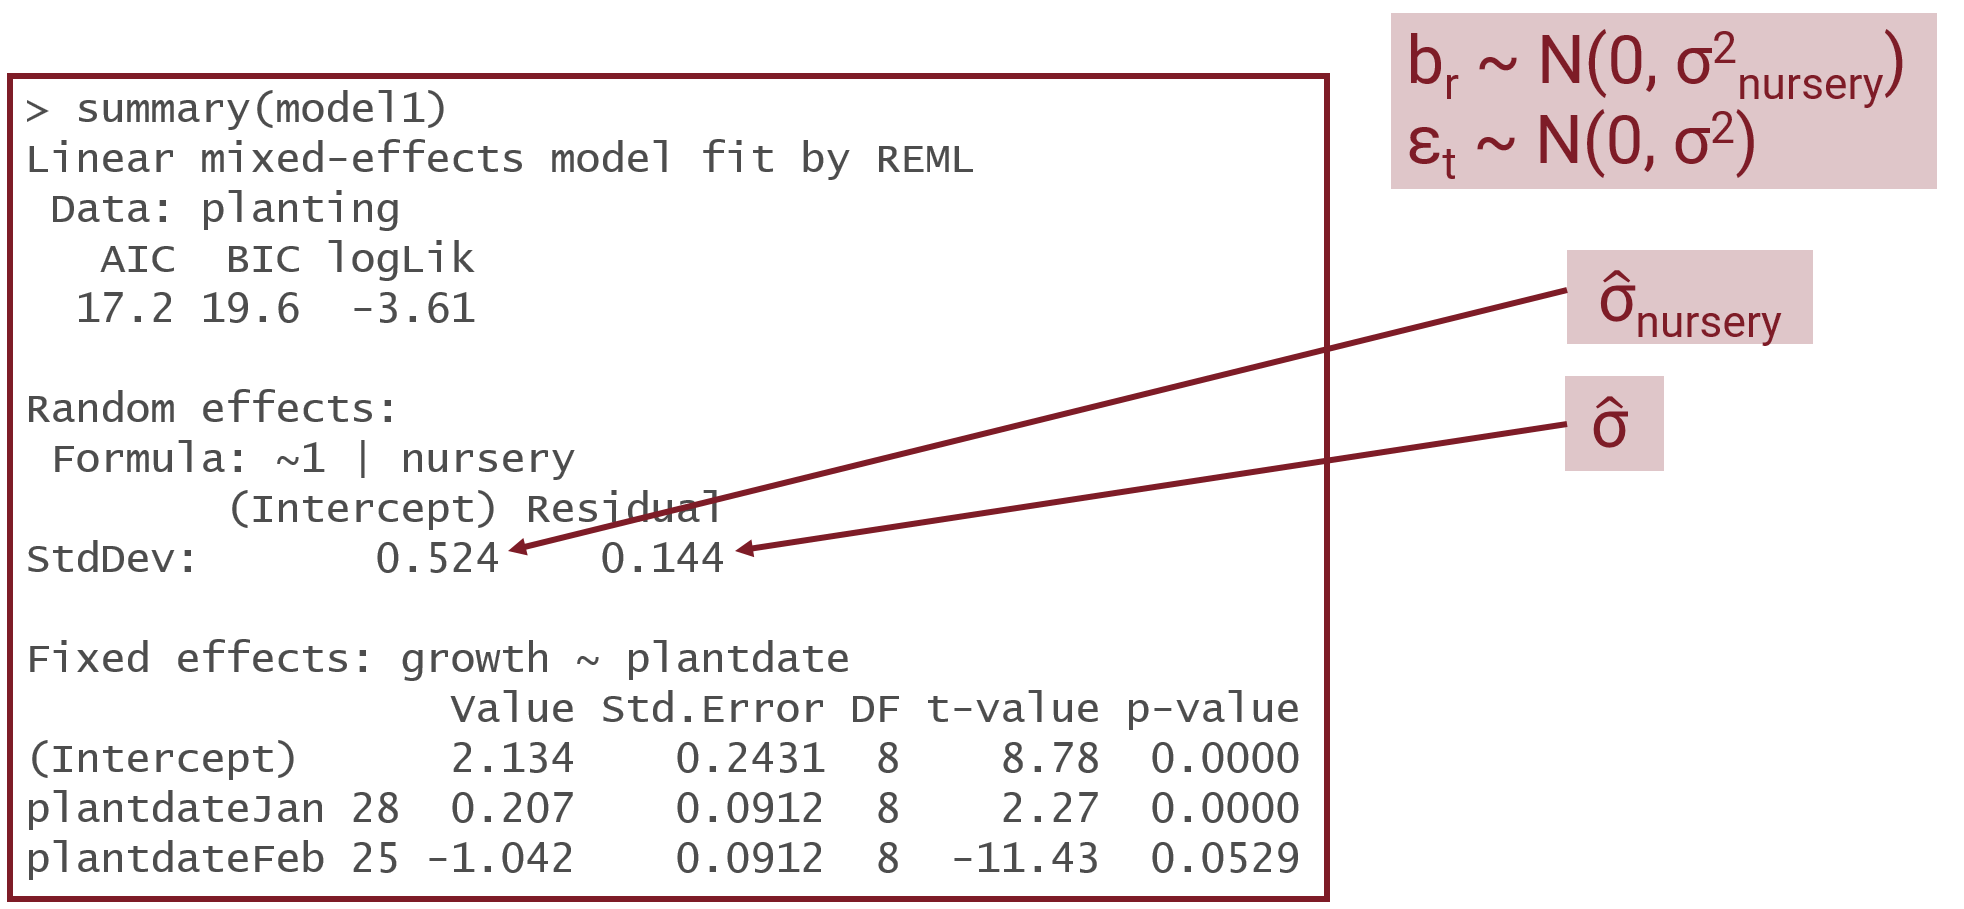 > summary(model1)
Linear mixed-effects model fit by REML
 Data: planting
   AIC  BIC logLik
  17.2 19.6  -3.61
Random effects:
 Formula: ~1 | nursery
        (Intercept) Residual
StdDev:       0.524    0.144
Fixed effects: growth ~ plantdate
                 Value Std.Error DF t-value p-value
(Intercept)      2.134    0.2431  8    8.78  0.0000
plantdateJan 28  0.207    0.0912  8    2.27  0.0000
plantdateFeb 25 -1.042    0.0912  8  -11.43  0.0529
bᵣ ~ N(0, σ²nursery)
εₜ ~ N(0, σ²)
σ̂nursery
σ̂